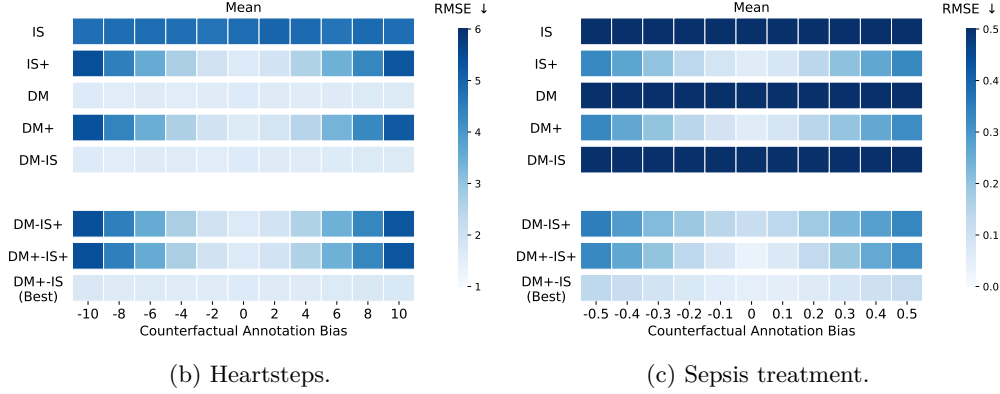 Mean
RMSE ↓
IS
IS+
DM
DM+
DM-IS
DM-IS+
DM+-IS+
DM+-IS
(Best)
6
5
4
3
2
1
-10 -8 -6 -4 -2 0 2 4 6 8 10
Counterfactual Annotation Bias
(b) Heartsteps.
Mean
RMSE ↓
IS
IS+
DM
DM+
DM-IS
DM-IS+
DM+-IS+
DM+-IS
(Best)
0.5
0.4
0.3
0.2
0.1
0.0
-0.5 -0.4 -0.3 -0.2 -0.1 0 0.1 0.2 0.3 0.4 0.5
Counterfactual Annotation Bias
(c) Sepsis treatment.